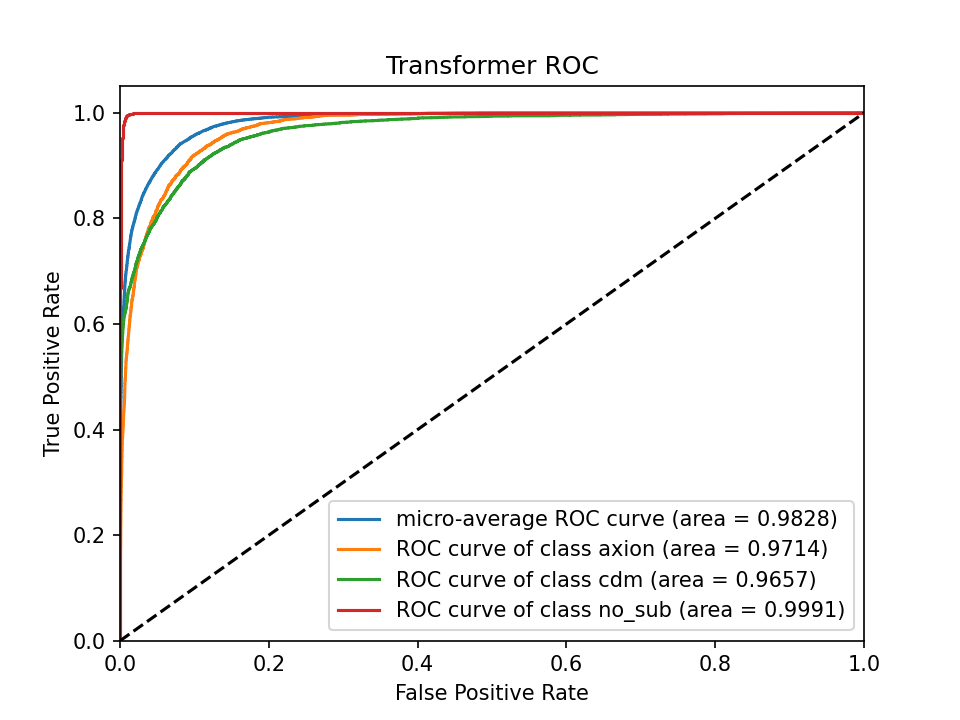 Transformer ROC
True Positive Rate
1.0
0.8
0.6
0.4
0.2
0.0
micro-average ROC curve (area = 0.9828)
ROC curve of class axion (area = 0.9714)
ROC curve of class cdm (area = 0.9657)
ROC curve of class no_sub (area = 0.9991)
0.0 0.2 0.4 0.6 0.8 1.0
False Positive Rate